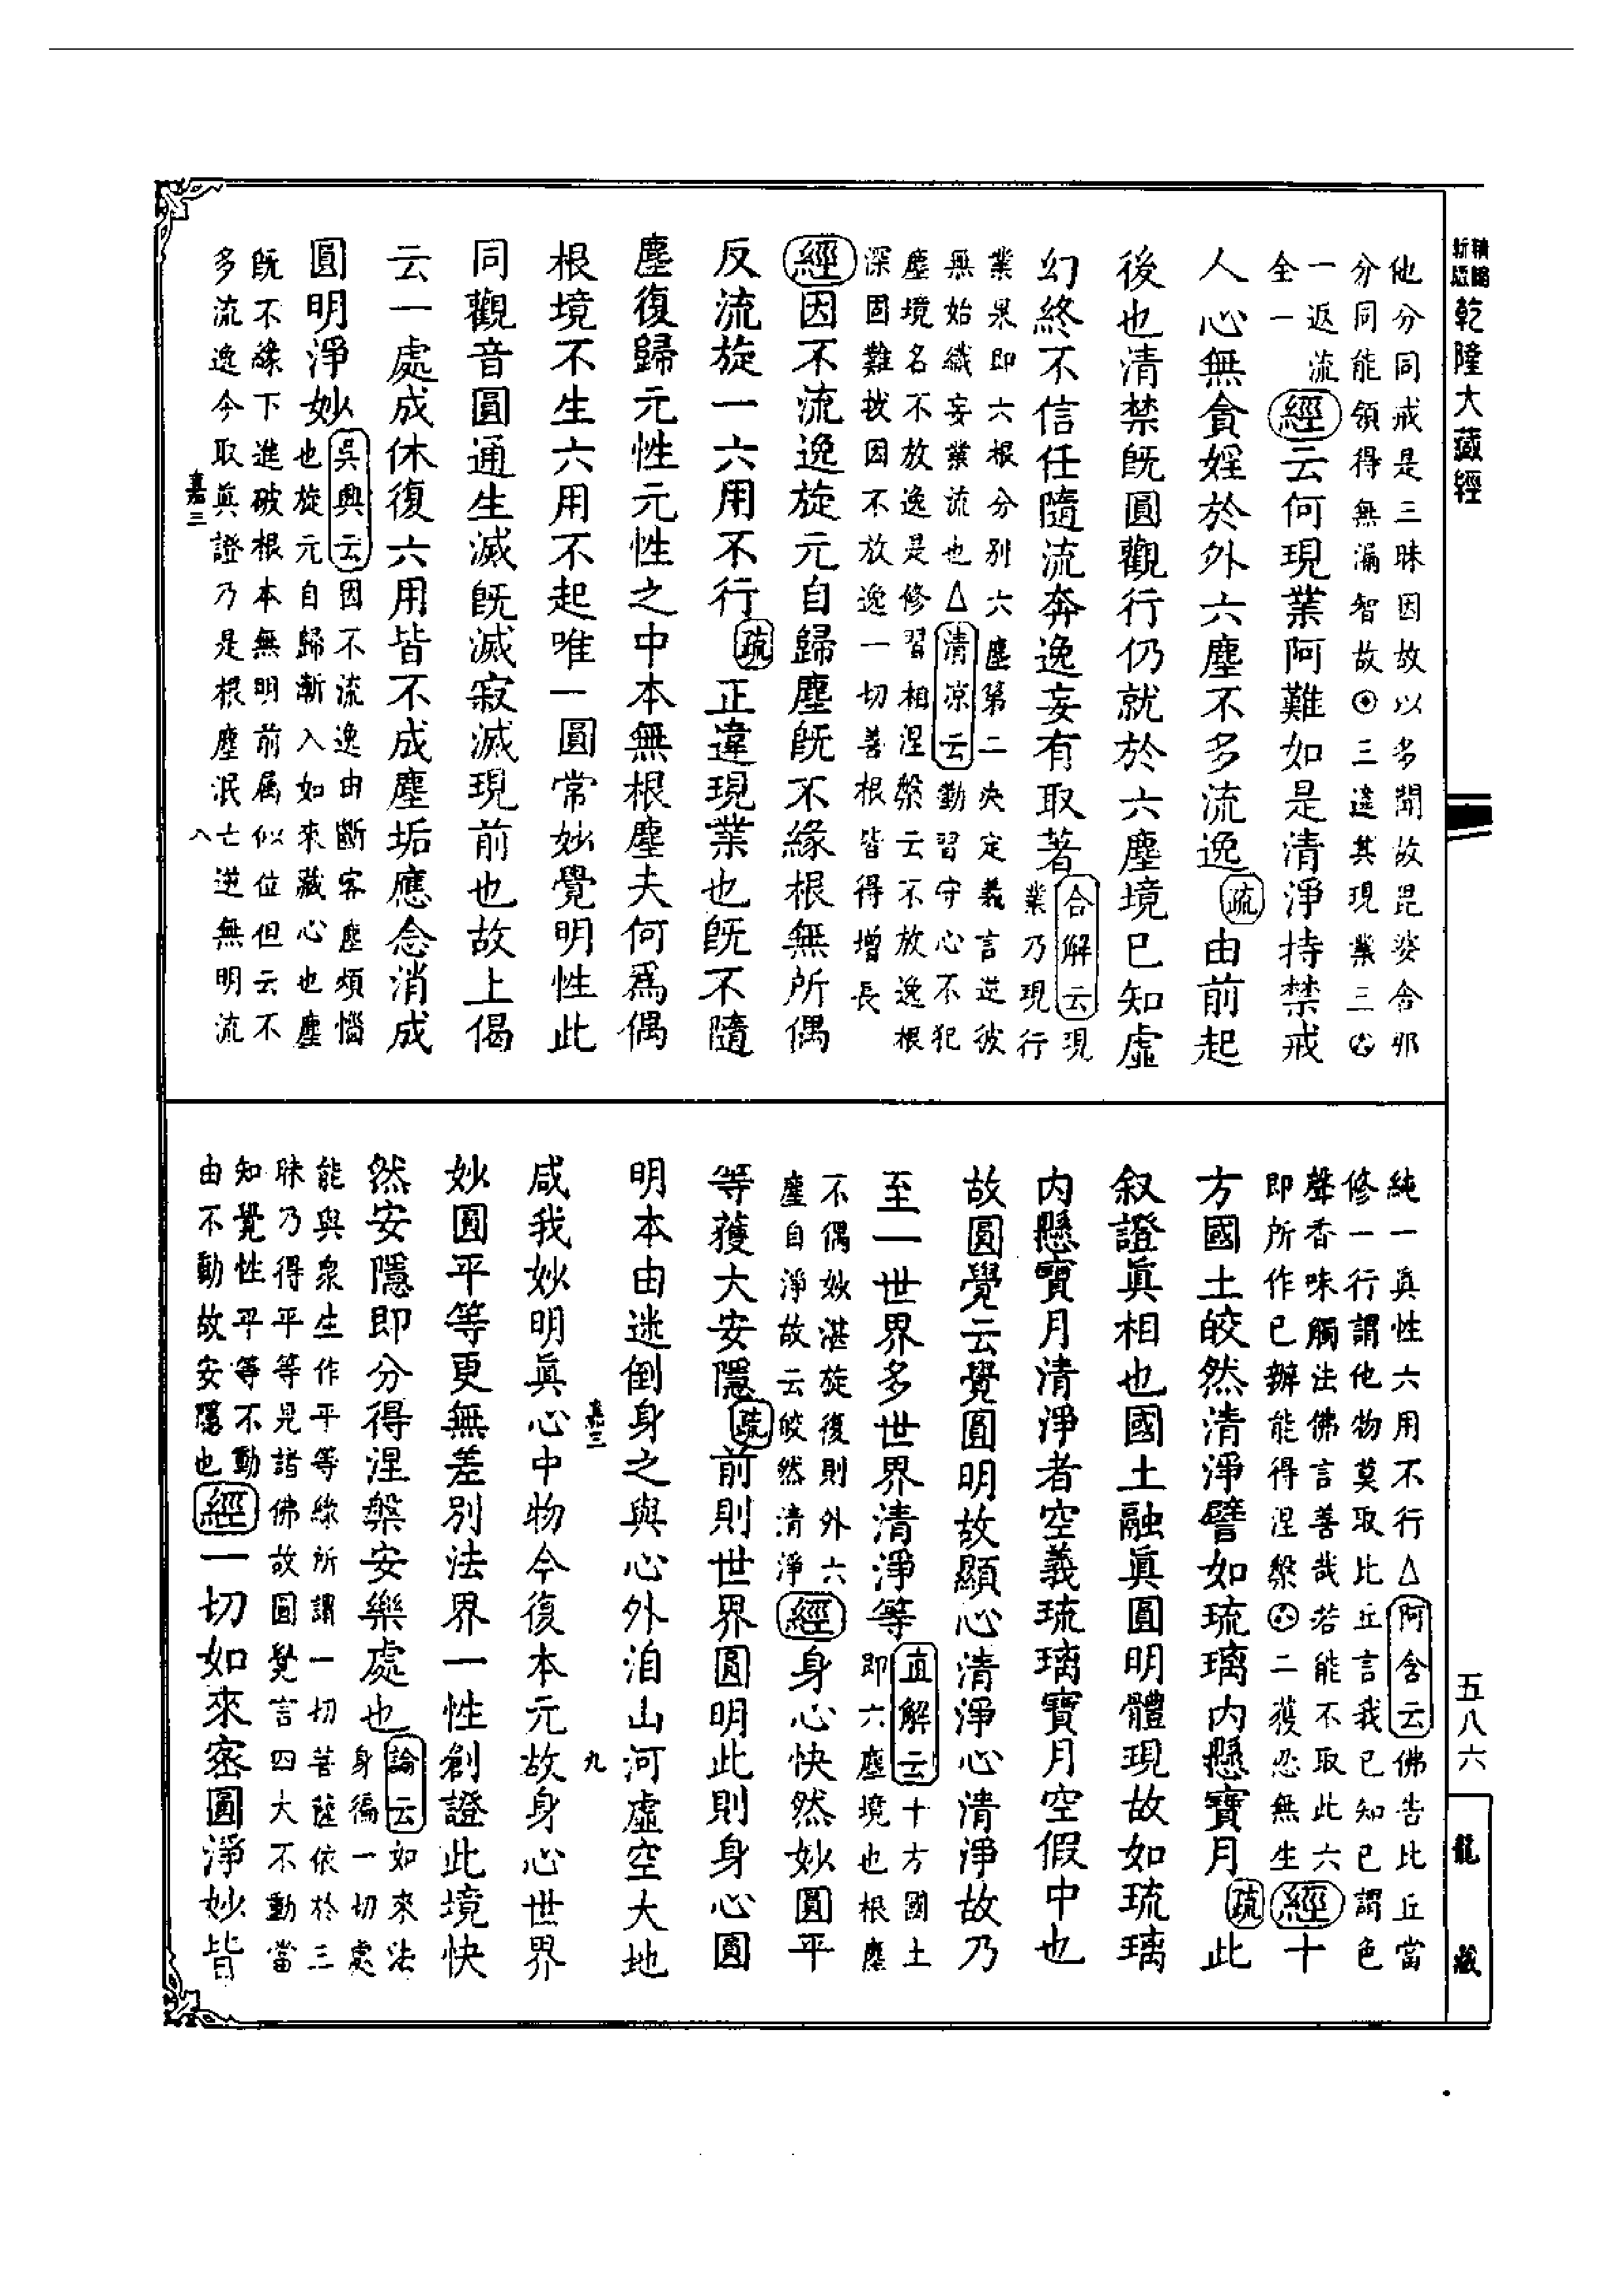 乾隆大藏經
五八六
龍藏
他分同戒是三昧因故以多聞故毘婆舍邪
分同能領得無漏智故⊙三違其現業三
一返流
全一
經云何現業阿難如是清淨持禁戒
人心無貪婬於外六塵不多流逸疏由前起
後也清禁既圓觀行仍就於六塵境已知虛
幻終不信任隨流奔逸妄有取著合解云現
業乃現行
業果即六根分別六塵第二決定義言逆彼
無始織妄業流也△清凉云勤習守心不犯
塵境名不放逸是修習相涅槃云不放逸根
深固難拔因不放逸一切善根皆得增長
經因不流逸旋元自歸塵既不緣根無所偶
反流旋一六用不行疏正違現業也既不隨
塵復歸元性元性之中本無根塵夫何爲偶
根境不生六用不起唯一圓常妙覺明性此
同觀音圓通生滅既滅寂滅現前也故上偈
云一處成休復六用皆不成塵垢應念消成
圓明淨妙吳興云因不流逸由斷客塵煩惱
也旋元自歸漸入如來藏心也塵
既不緣下進破根本無明前属似位但云不
多流逸今取眞證乃是根塵泯亡逆無明流
嘉三
八
純一眞性六用不行△阿含云佛告比丘當
修一行謂他物莫取比丘言我已知已謂色
聲香味觸法佛言善哉若能不取此六
即所作已辦能得涅槃二獲忍無生經十
方國土皎然清淨譬如琉璃内懸寶月疏此
叙證眞相也國土融眞圓明體現故如琉璃
内懸寶月清淨者空義琉璃寶月空假中也
故圓覺云覺圓明故顯心清淨心清淨故乃
至一世界多世界清淨等直解云十方國土
即六塵境也根塵
不偶妙湛旋復則外六
塵自淨故云皎然清淨經身心快然妙圓平
等獲大安隱疏前則世界圓明此則身心圓
明本由迷倒身之與心外洎山河虛空大地
嘉三
九
咸我妙明眞心中物今復本元故身心世界
妙圓平等更無差別法界一性創證此境快
然安隱即分得涅槃安樂處也論云如來法
身徧一切處
能與衆生作平等緣所謂一切菩薩依於三
昧乃得平等見諸佛故圓覺言四大不動當
知覺性平等不動
由不動故安隱也經一切如來密圓淨妙皆